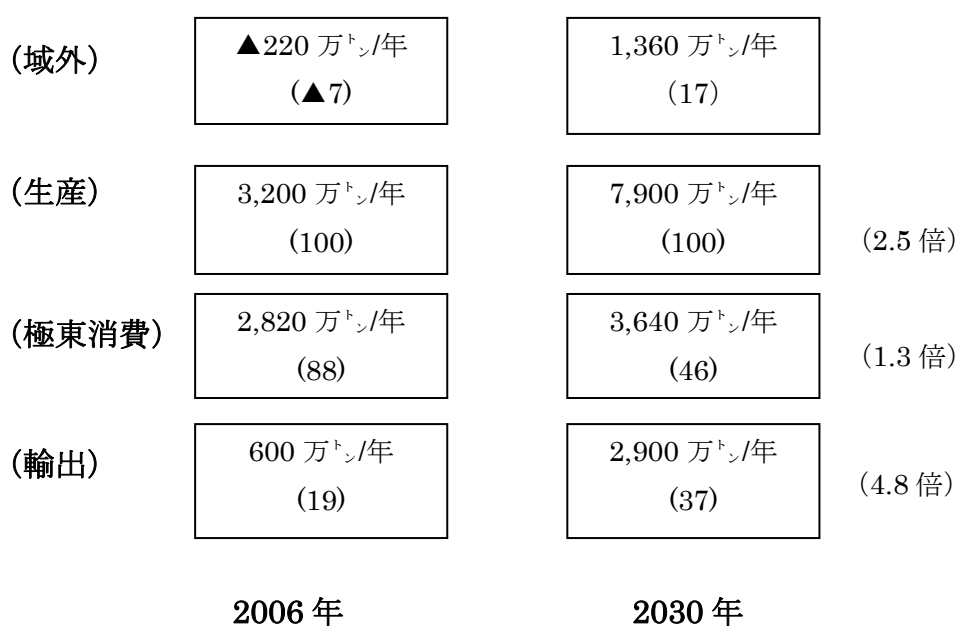 (域外)
▲220 万㌧/年
(▲7)
1,360 万㌧/年
(17)
(生産)
3,200 万㌧/年
(100)
7,900 万㌧/年
(100)
(2.5 倍)
(極東消費)
2,820 万㌧/年
(88)
3,640 万㌧/年
(46)
(1.3 倍)
(輸出)
600 万㌧/年
(19)
2,900 万㌧/年
(37)
(4.8 倍)
2006 年
2030 年